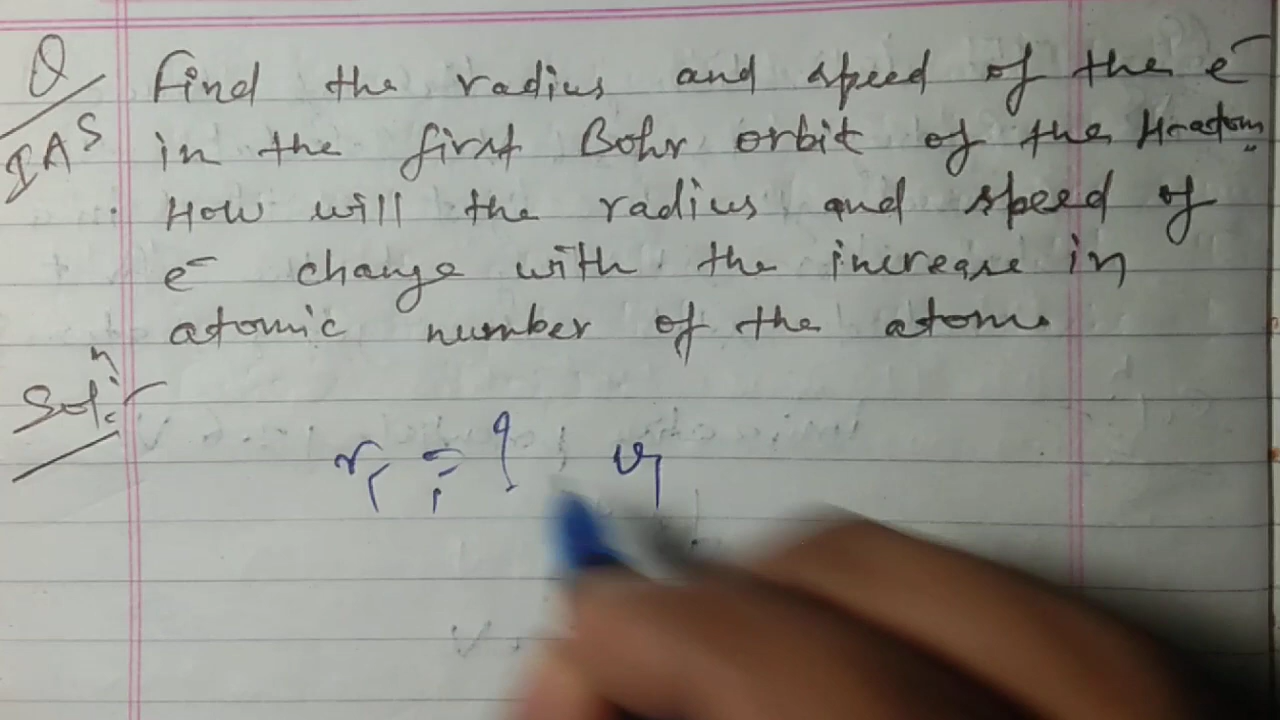 Q find the radius and speed of the e⁻
IAS in the first Bohr orbit of the H-atom.
How will the radius and speed of
e⁻ change with the increase in
atomic number of the atom.
Solⁿ:-
r₁ = ? , v₁